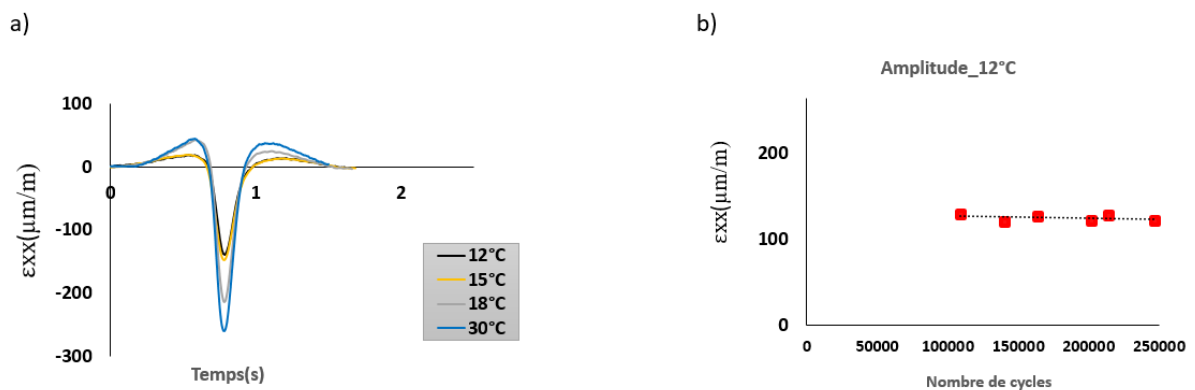 a)
100
0
-100
-200
-300
0
1
2
εxx(μm/m)
Temps(s)
12°C
15°C
18°C
30°C
b)
Amplitude_12°C
200
100
0
εxx(μm/m)
0 50000 100000 150000 200000 250000
Nombre de cycles